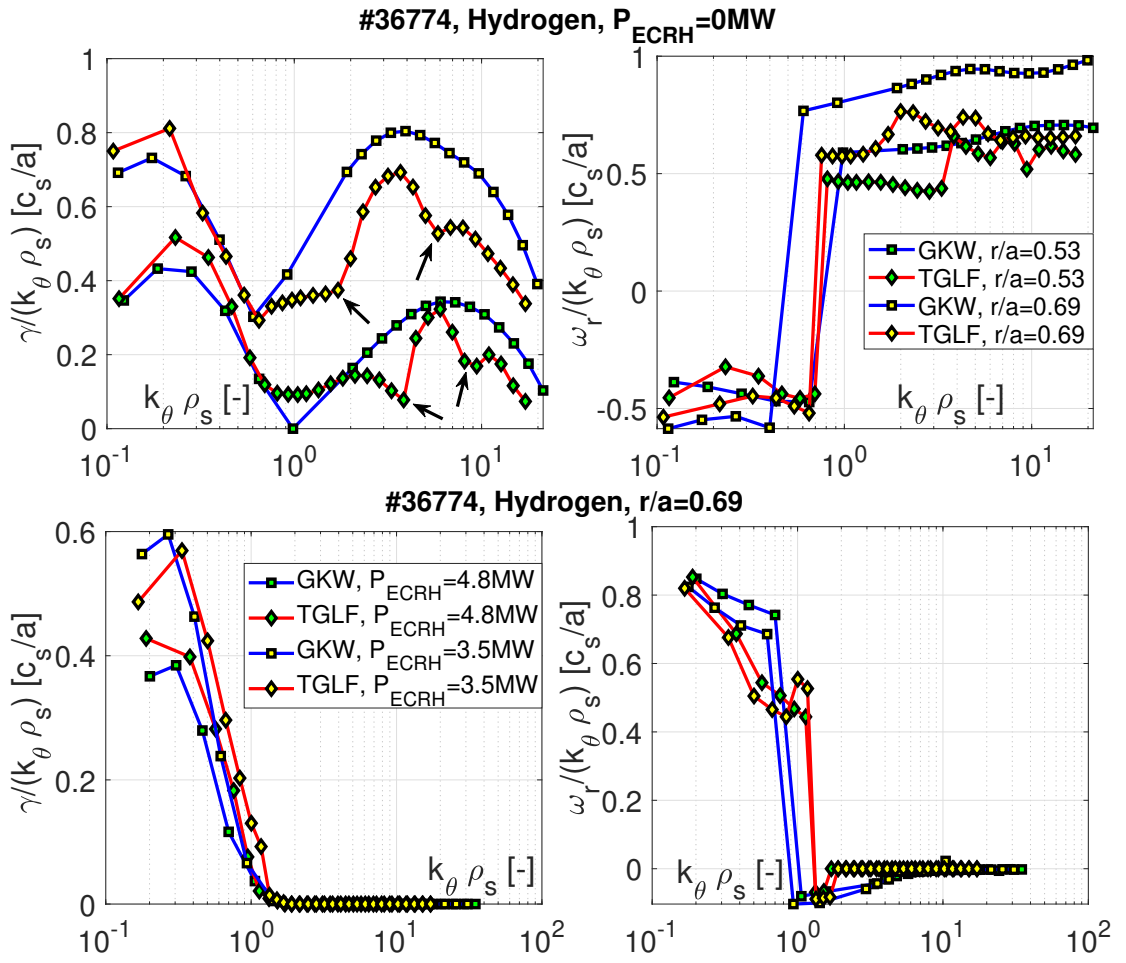 #36774, Hydrogen, P_ECRH=0MW
γ/(k_θ ρ_s) [c_s/a]
1
0.8
0.6
0.4
0.2
0
k_θ ρ_s [-]
10^-1
10^0
10^1
ω_r/(k_θ ρ_s) [c_s/a]
1
0.5
0
-0.5
GKW, r/a=0.53
TGLF, r/a=0.53
GKW, r/a=0.69
TGLF, r/a=0.69
k_θ ρ_s [-]
10^-1
10^0
10^1
#36774, Hydrogen, r/a=0.69
γ/(k_θ ρ_s) [c_s/a]
0.6
0.4
0.2
0
GKW, P_ECRH=4.8MW
TGLF, P_ECRH=4.8MW
GKW, P_ECRH=3.5MW
TGLF, P_ECRH=3.5MW
k_θ ρ_s [-]
10^-1
10^0
10^1
10^2
ω_r/(k_θ ρ_s) [c_s/a]
1
0.8
0.6
0.4
0.2
0
k_θ ρ_s [-]
10^-1
10^0
10^1
10^2